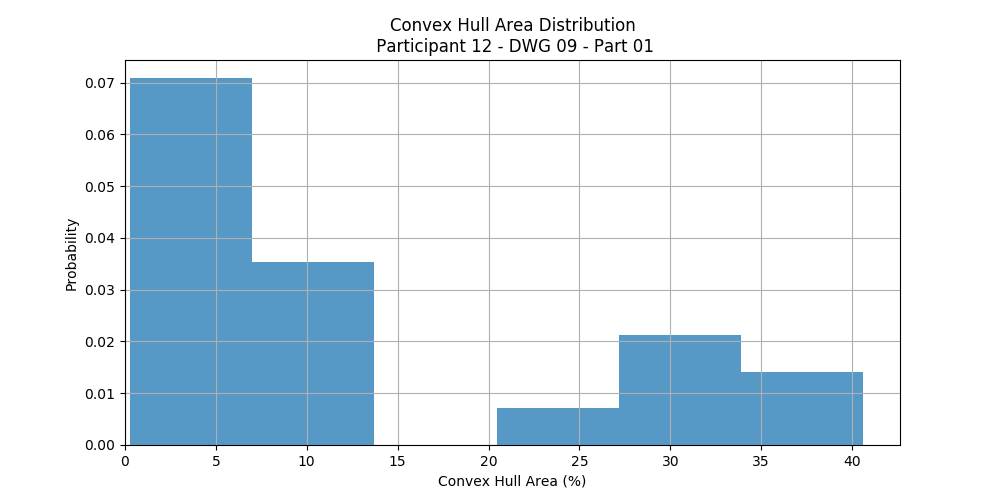 Convex Hull Area Distribution
Participant 12 - DWG 09 - Part 01
0.07
0.06
0.05
0.04
0.03
0.02
0.01
0.00
Probability
0 5 10 15 20 25 30 35 40
Convex Hull Area (%)